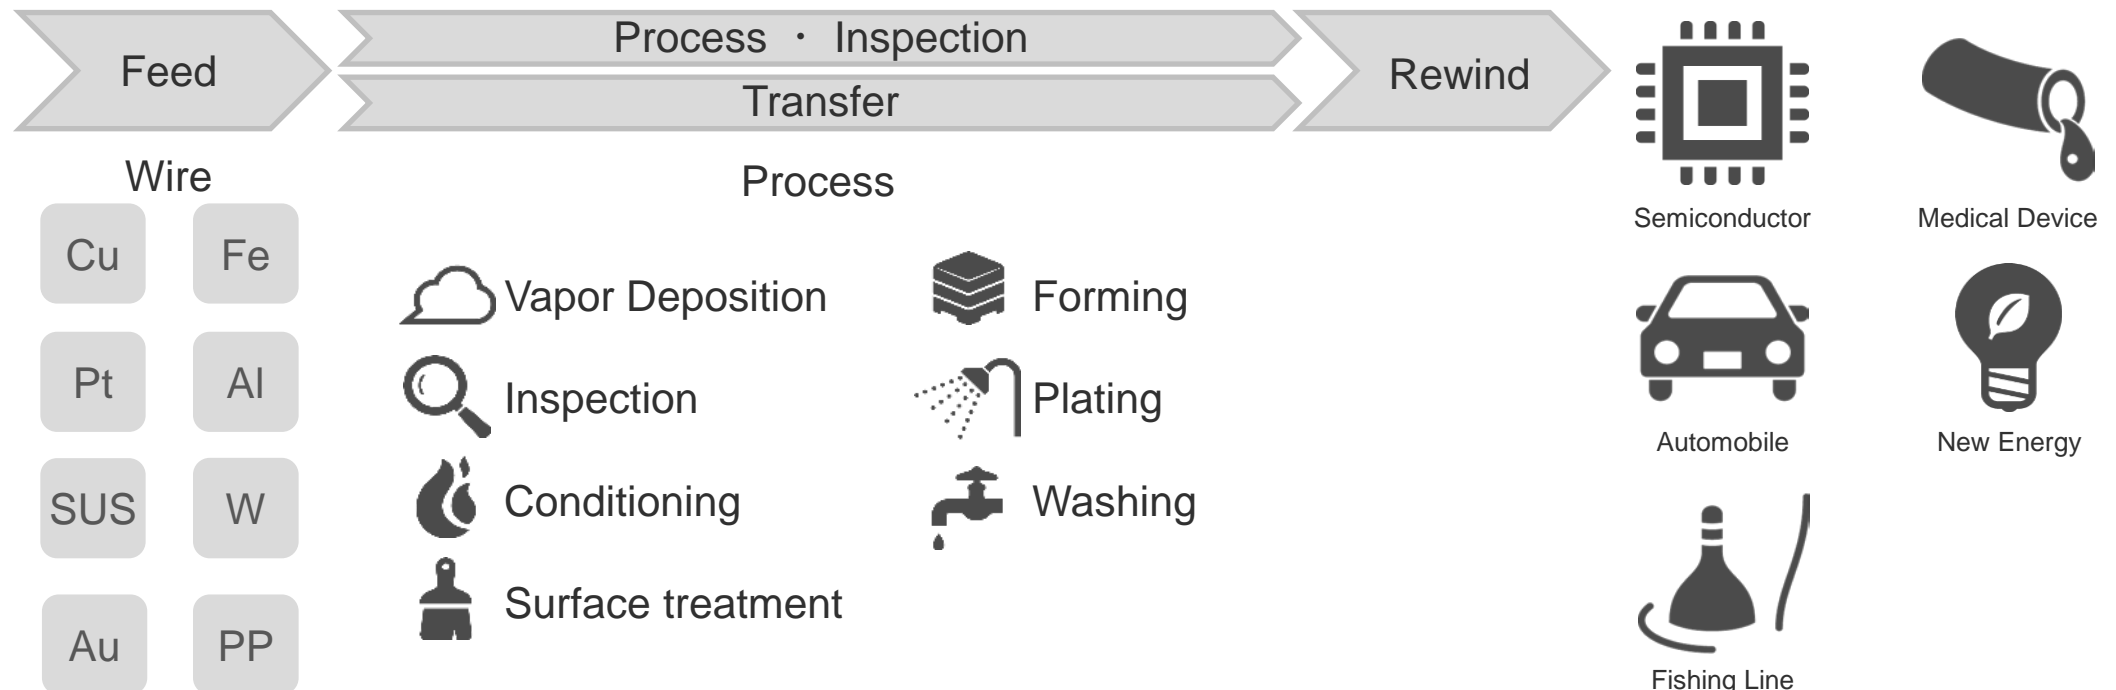 Feed
Process ・ Inspection
Transfer
Rewind
Wire
Cu
Fe
Pt
Al
SUS
W
Au
PP
Process
Vapor Deposition
Forming
Inspection
Plating
Conditioning
Washing
Surface treatment
Semiconductor
Medical Device
Automobile
New Energy
Fishing Line